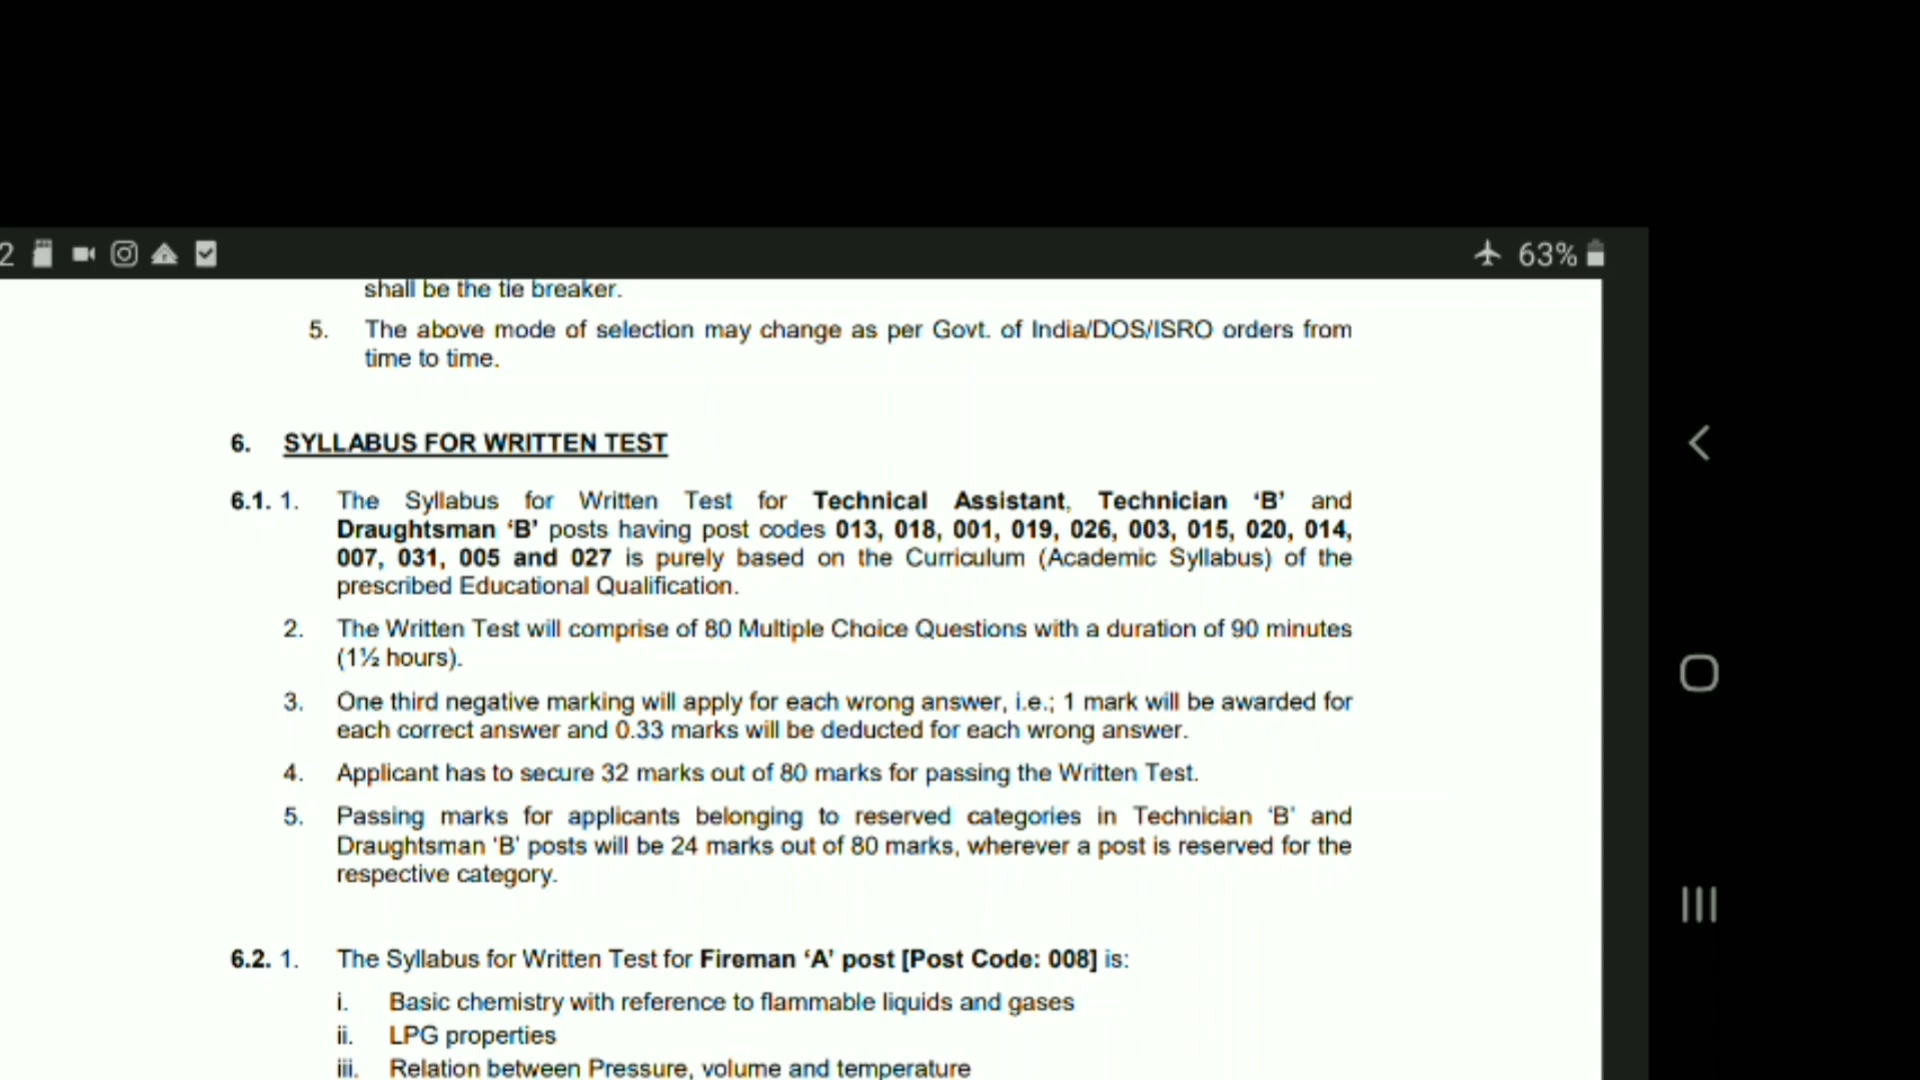 2
63%
shall be the tie breaker.
5. The above mode of selection may change as per Govt. of India/DOS/ISRO orders from
time to time.
6. SYLLABUS FOR WRITTEN TEST
6.1. 1. The Syllabus for Written Test for Technical Assistant, Technician ‘B’ and
Draughtsman ‘B’ posts having post codes 013, 018, 001, 019, 026, 003, 015, 020, 014,
007, 031, 005 and 027 is purely based on the Curriculum (Academic Syllabus) of the
prescribed Educational Qualification.
2. The Written Test will comprise of 80 Multiple Choice Questions with a duration of 90 minutes
(1½ hours).
3. One third negative marking will apply for each wrong answer, i.e.; 1 mark will be awarded for
each correct answer and 0.33 marks will be deducted for each wrong answer.
4. Applicant has to secure 32 marks out of 80 marks for passing the Written Test.
5. Passing marks for applicants belonging to reserved categories in Technician ‘B’ and
Draughtsman ‘B’ posts will be 24 marks out of 80 marks, wherever a post is reserved for the
respective category.
6.2. 1. The Syllabus for Written Test for Fireman ‘A’ post [Post Code: 008] is:
i. Basic chemistry with reference to flammable liquids and gases
ii. LPG properties
iii. Relation between Pressure, volume and temperature